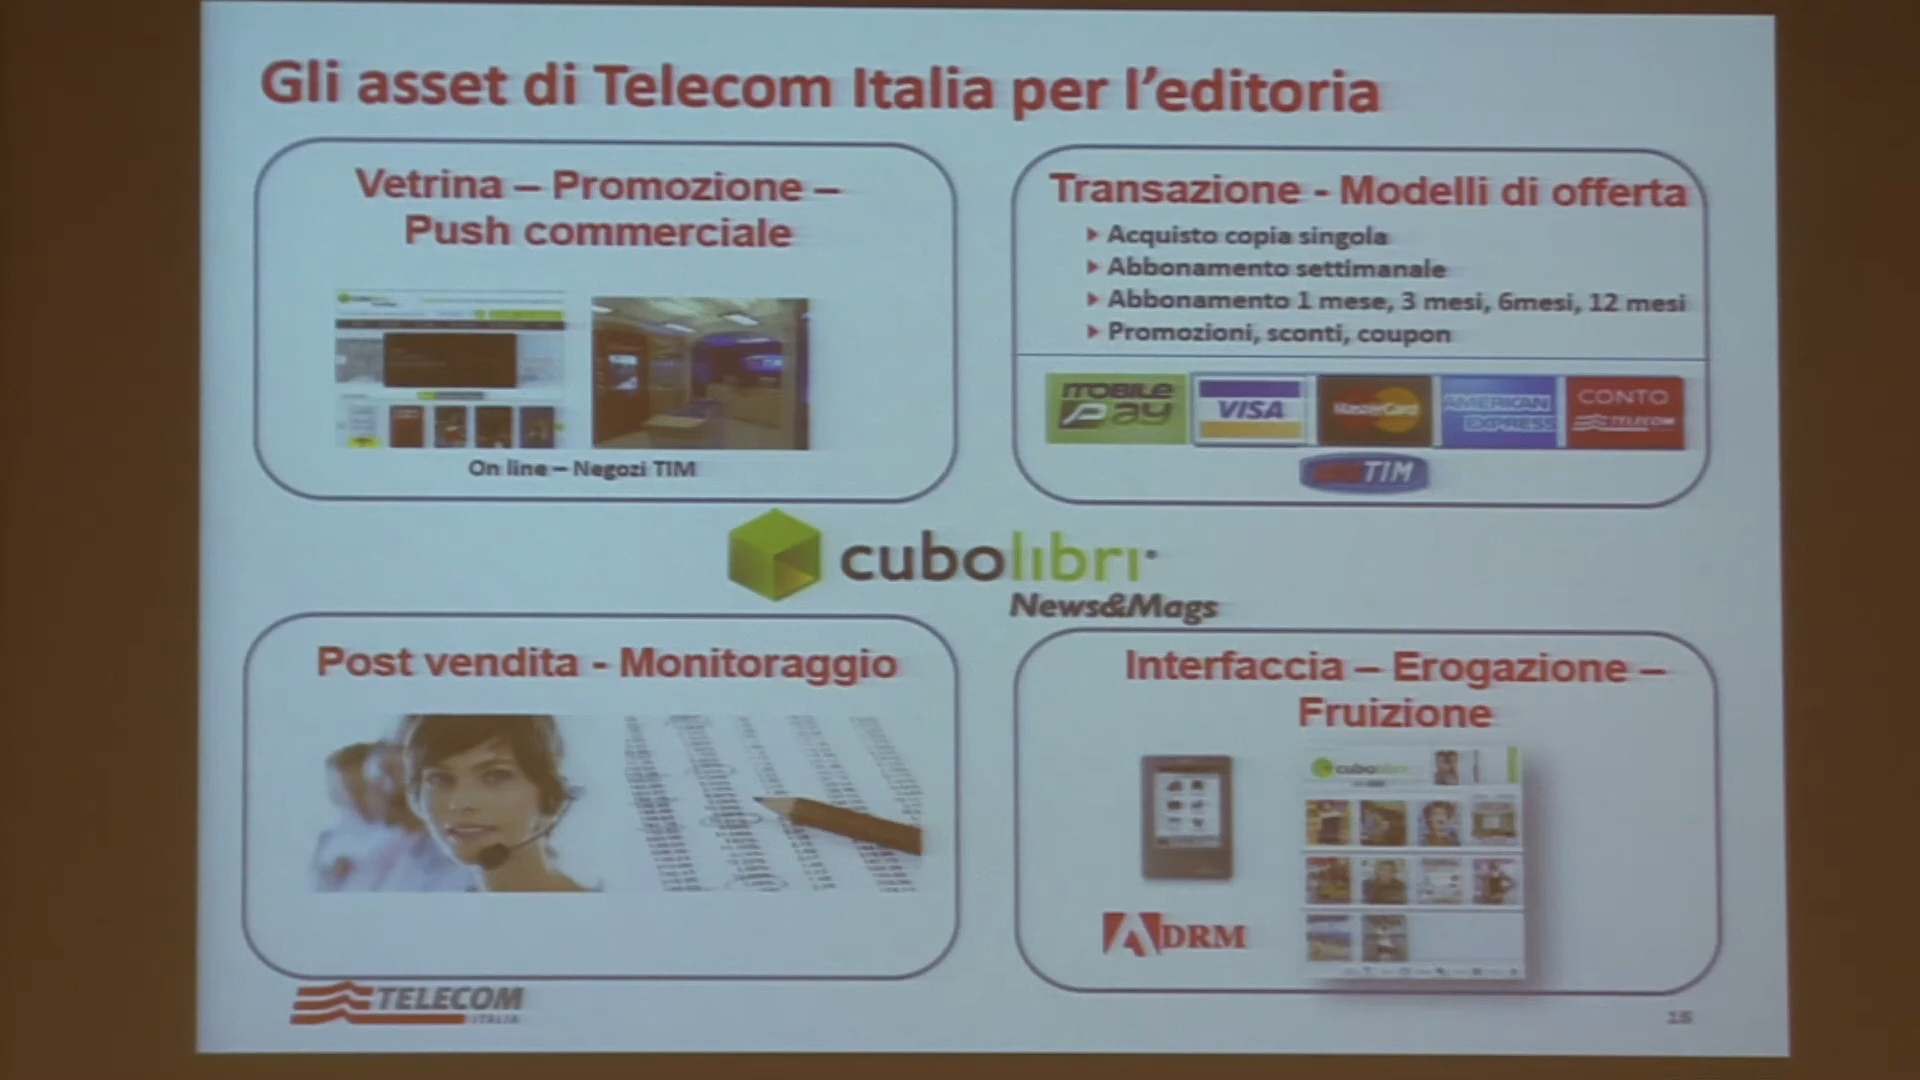 Gli asset di Telecom Italia per l'editoria
Vetrina – Promozione –
Push commerciale
On line – Negozi TIM
Transazione - Modelli di offerta
Acquisto copia singola
Abbonamento settimanale
Abbonamento 1 mese, 3 mesi, 6mesi, 12 mesi
Promozioni, sconti, coupon
mobile pay
VISA
MasterCard
AMERICAN EXPRESS
CONTO TELECOM
TIM
cubolibri
News&Mags
Post vendita - Monitoraggio
Interfaccia – Erogazione –
Fruizione
cubolibri
DRM
TELECOM
ITALIA
15